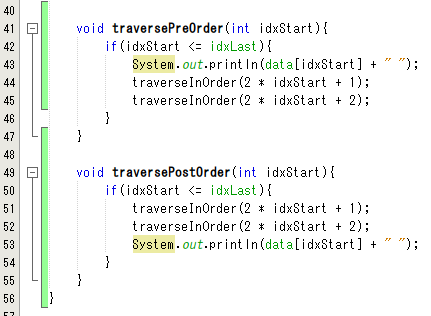 40
41 void traversePreOrder(int idxStart){
42 if(idxStart <= idxLast){
43 System.out.println(data[idxStart] + " ");
44 traverseInOrder(2 * idxStart + 1);
45 traverseInOrder(2 * idxStart + 2);
46 }
47 }
48
49 void traversePostOrder(int idxStart){
50 if(idxStart <= idxLast){
51 traverseInOrder(2 * idxStart + 1);
52 traverseInOrder(2 * idxStart + 2);
53 System.out.println(data[idxStart] + " ");
54 }
55 }
56 }
57